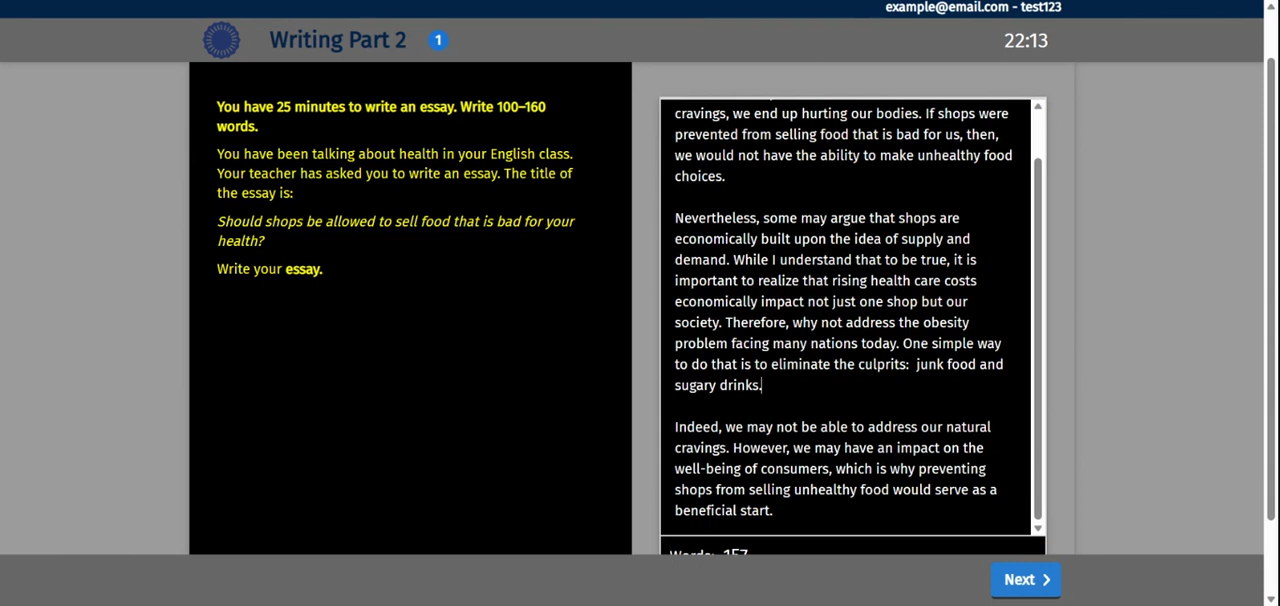 example@email.com - test123
Writing Part 2
1
22:13
You have 25 minutes to write an essay. Write 100–160
words.
You have been talking about health in your English class.
Your teacher has asked you to write an essay. The title of
the essay is:
Should shops be allowed to sell food that is bad for your
health?
Write your essay.
cravings, we end up hurting our bodies. If shops were
prevented from selling food that is bad for us, then,
we would not have the ability to make unhealthy food
choices.
Nevertheless, some may argue that shops are
economically built upon the idea of supply and
demand. While I understand that to be true, it is
important to realize that rising health care costs
economically impact not just one shop but our
society. Therefore, why not address the obesity
problem facing many nations today. One simple way
to do that is to eliminate the culprits:  junk food and
sugary drinks.
Indeed, we may not be able to address our natural
cravings. However, we may have an impact on the
well-being of consumers, which is why preventing
shops from selling unhealthy food would serve as a
beneficial start.
Words: 157
Next